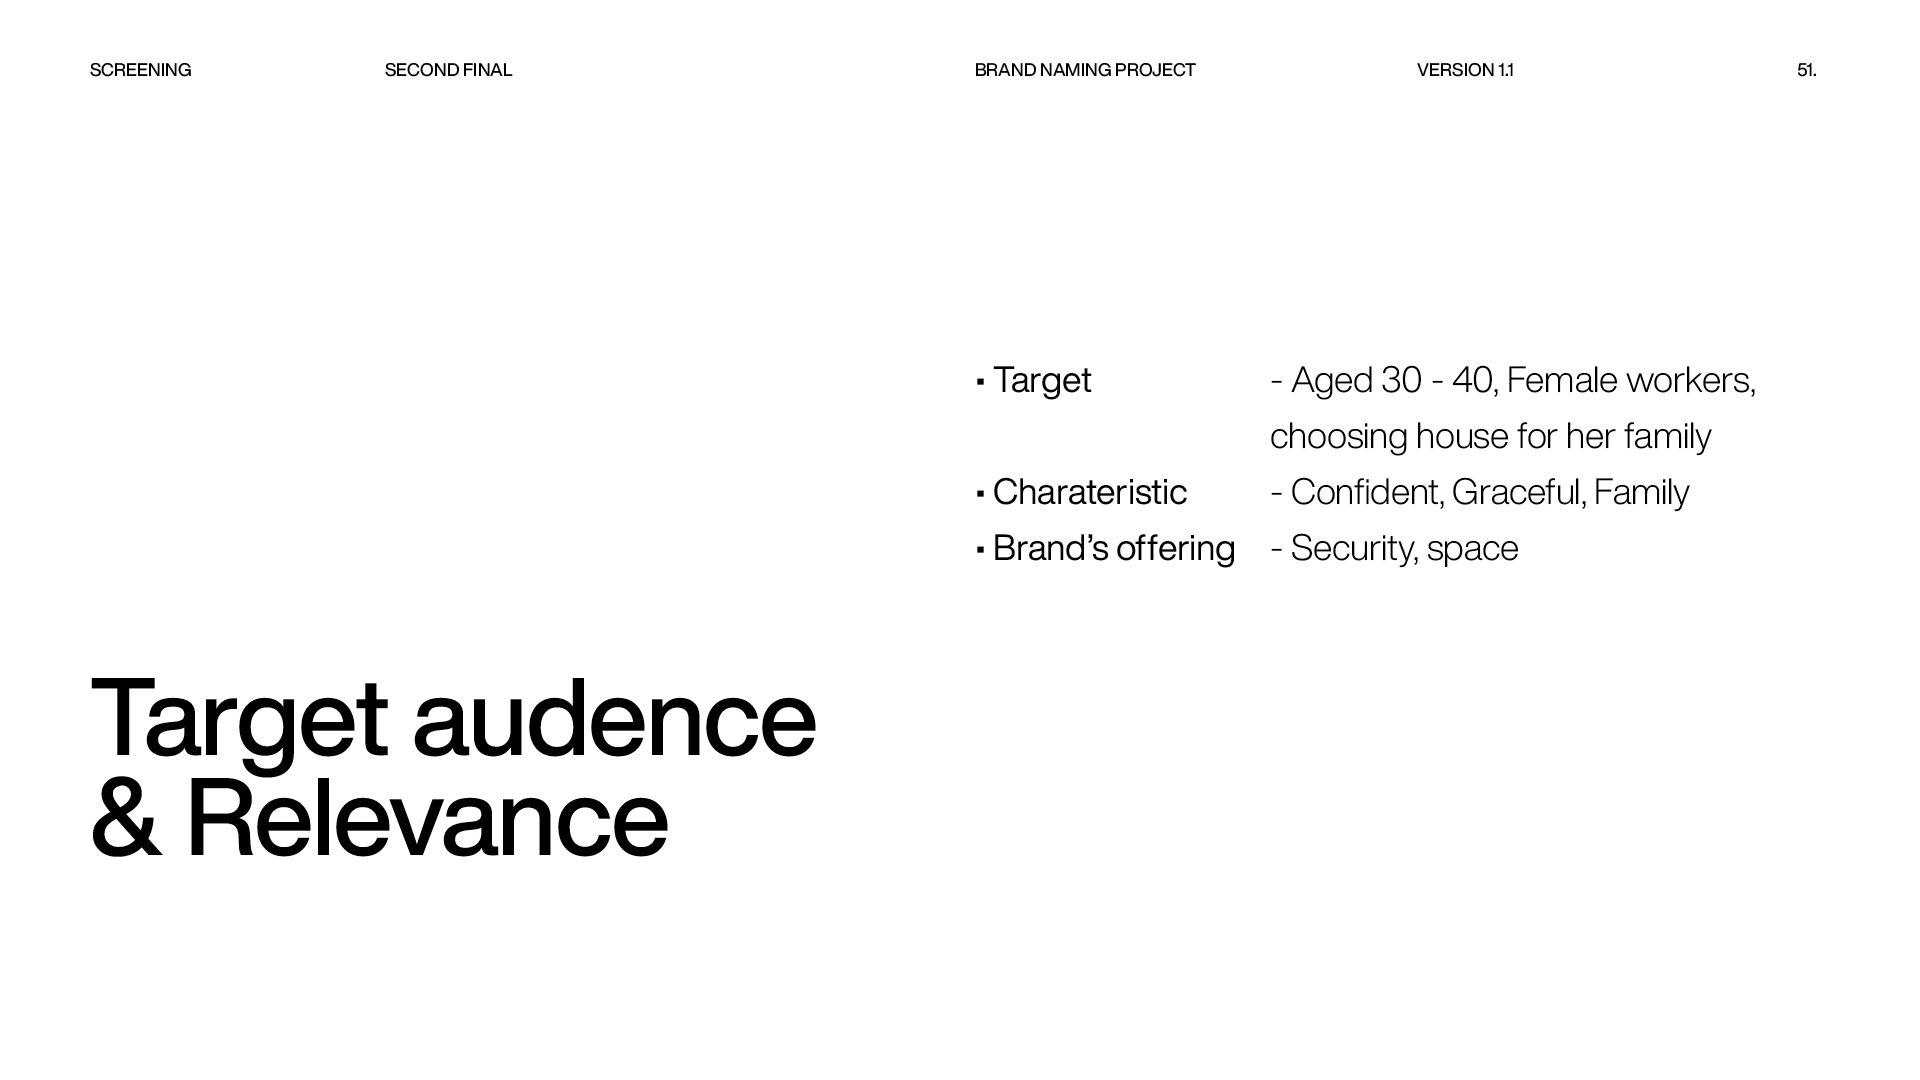 SCREENING
SECOND FINAL
BRAND NAMING PROJECT
VERSION 1.1
51.
▪ Target - Aged 30 - 40, Female workers,
choosing house for her family
▪ Charateristic - Confident, Graceful, Family
▪ Brand’s offering - Security, space
Target audence
& Relevance